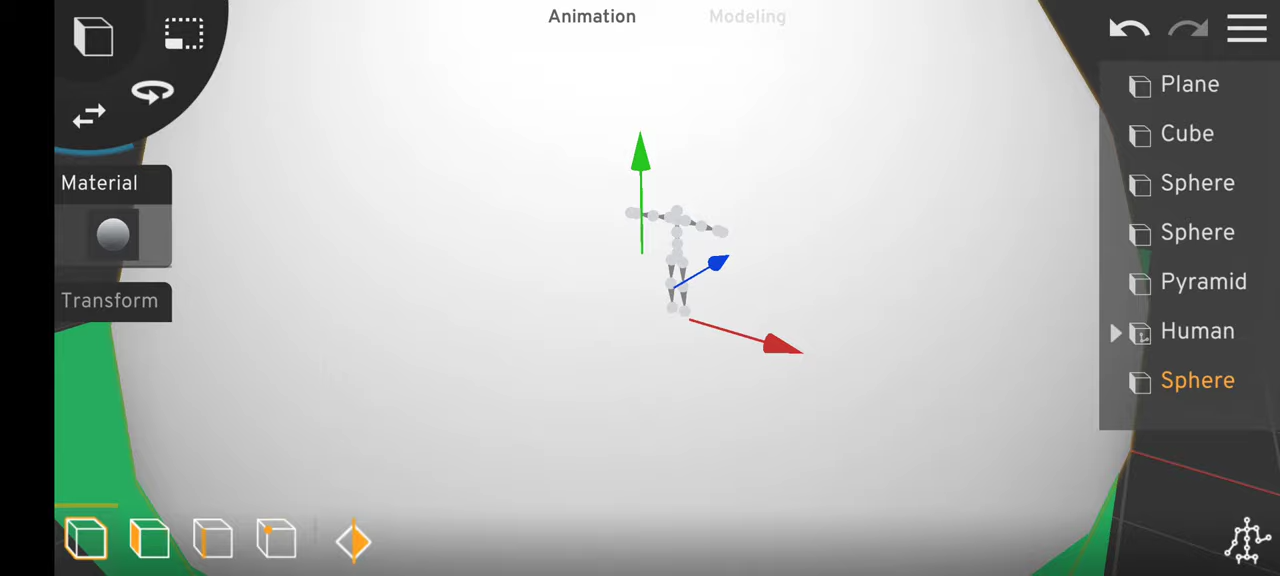 Animation
Modeling
Material
Transform
Plane
Cube
Sphere
Sphere
Pyramid
Human
Sphere